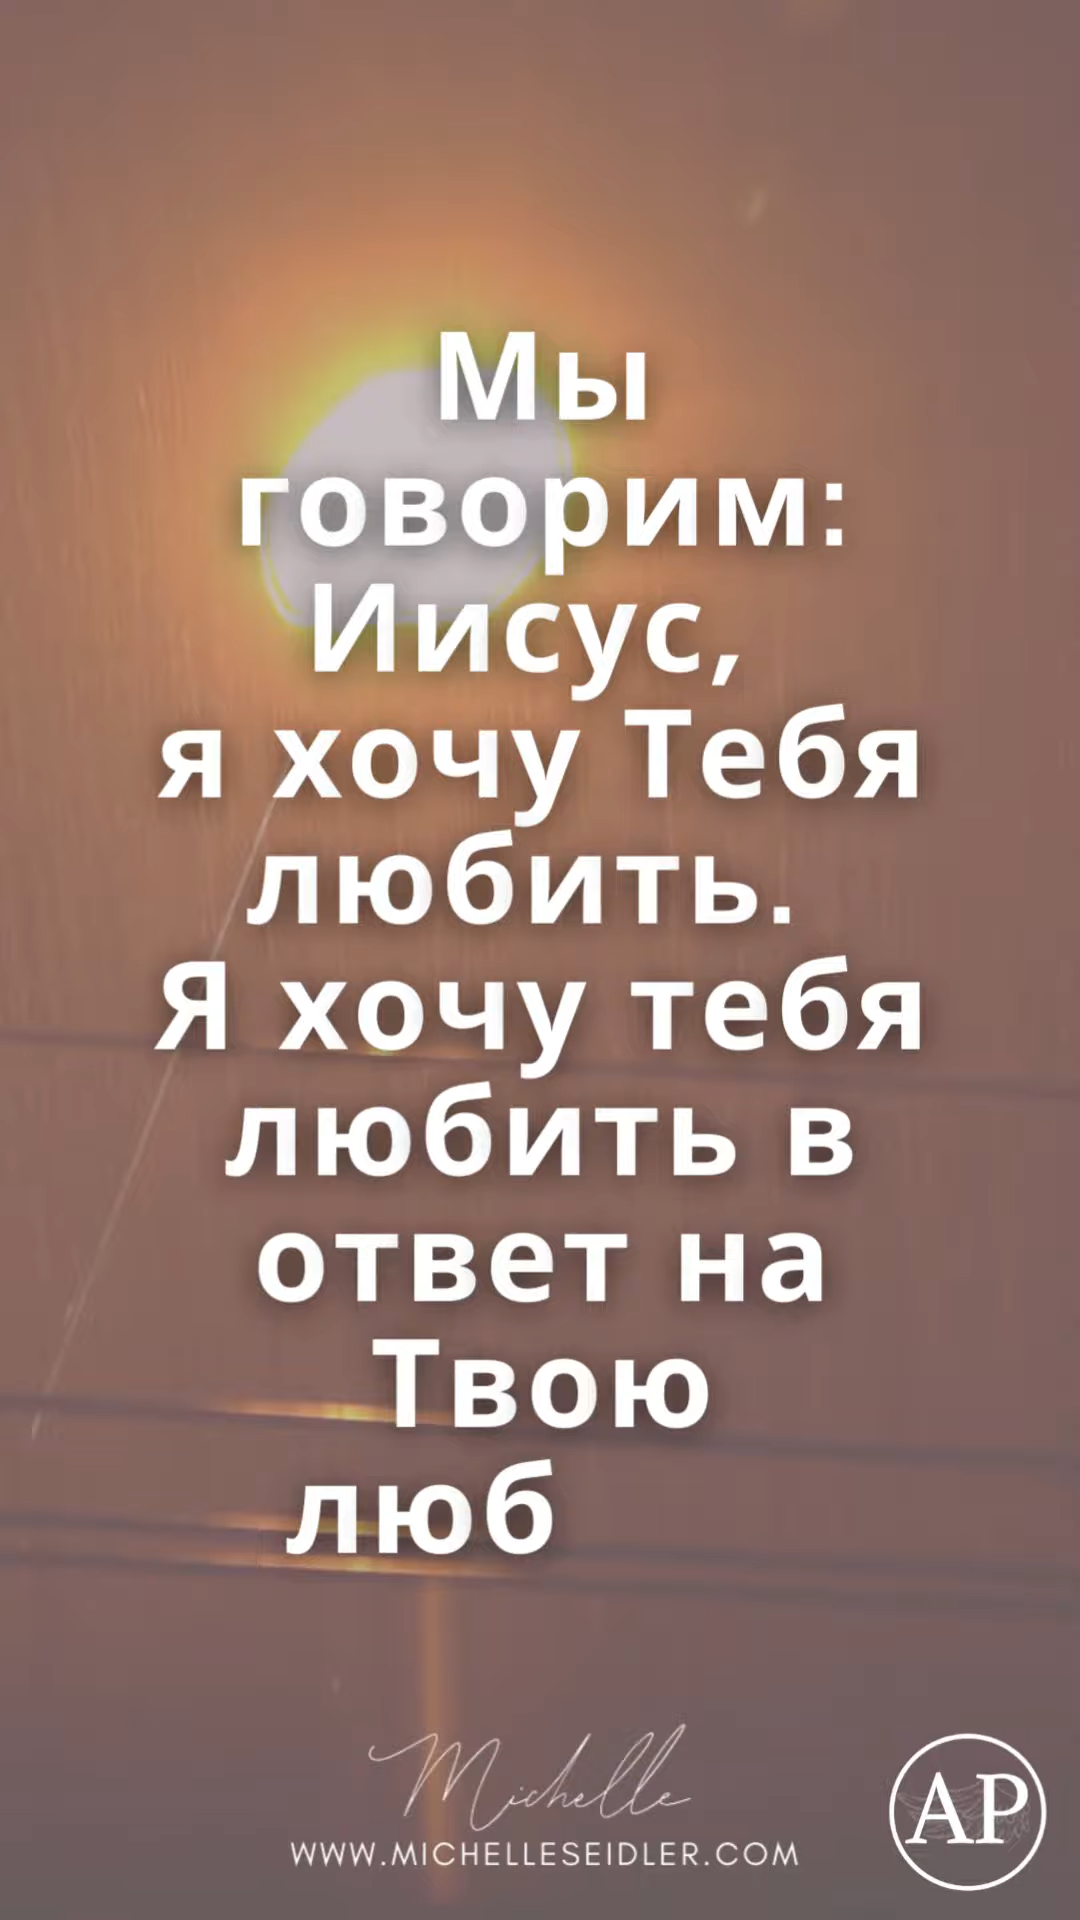 Мы
говорим:
Иисус,
я хочу Тебя
любить.
Я хочу тебя
любить в
ответ на
Твою
люб
Michelle
WWW.MICHELLESEIDLER.COM
AP